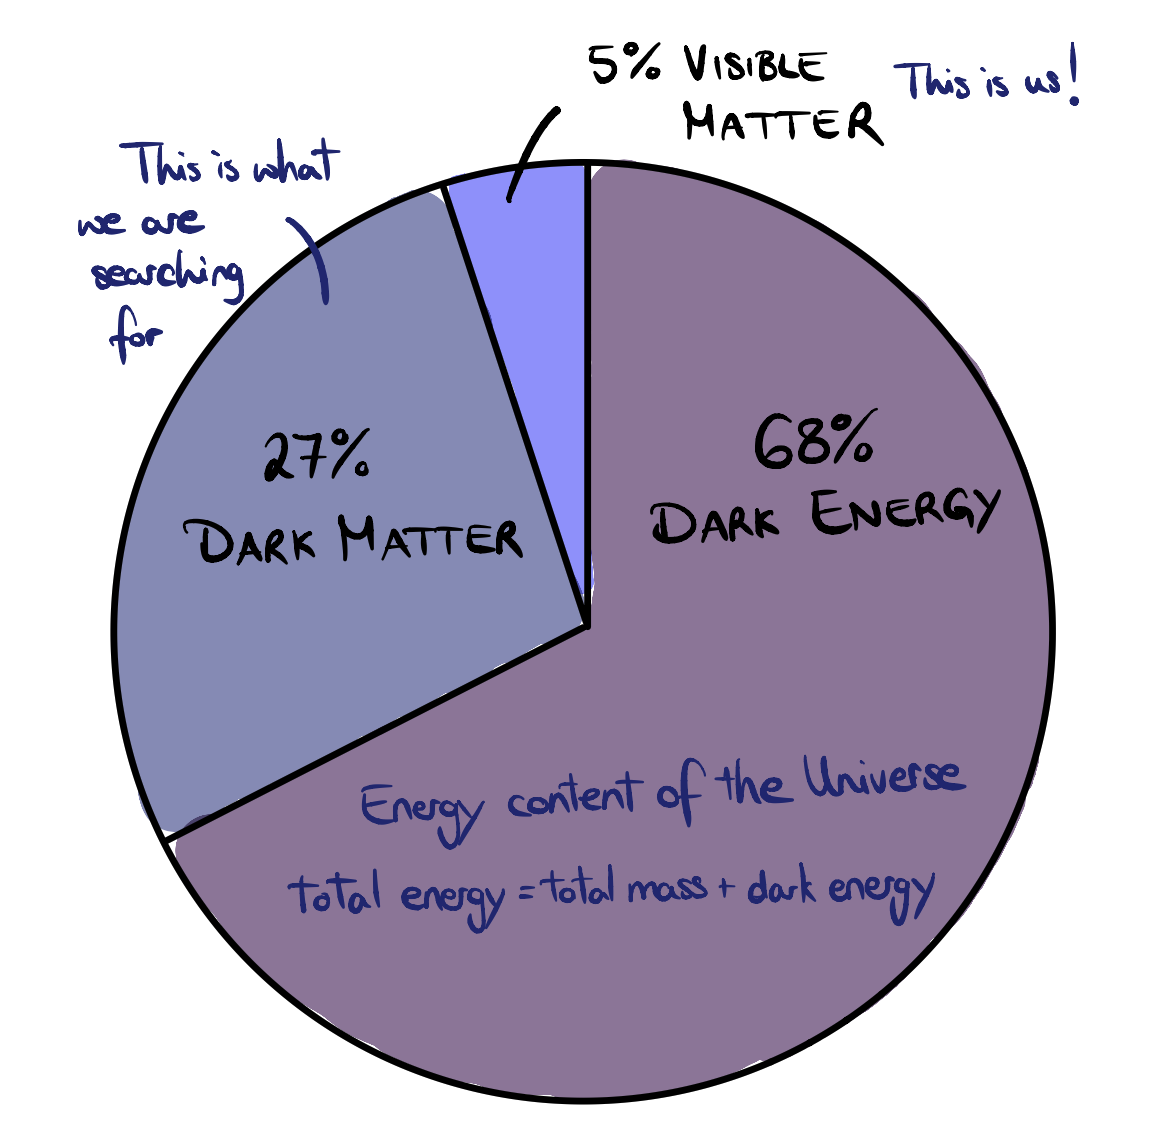 5% VISIBLE
MATTER
This is us!
This is what
we are
searching
for
27%
DARK MATTER
68%
DARK ENERGY
Energy content of the Universe
total energy = total mass + dark energy